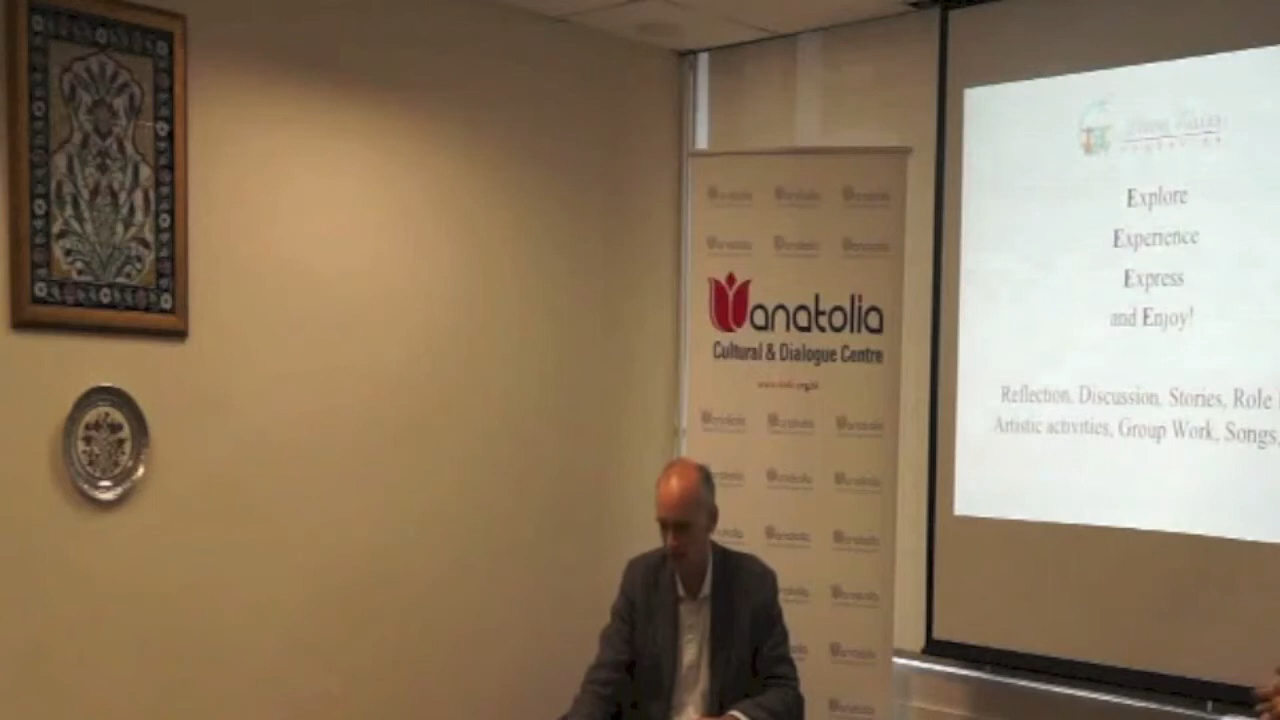 anatolia
Cultural & Dialogue Centre
Explore
Experience
Express
and Enjoy!
Reflection, Discussion, Stories, Role
Artistic activities, Group Work, Songs,